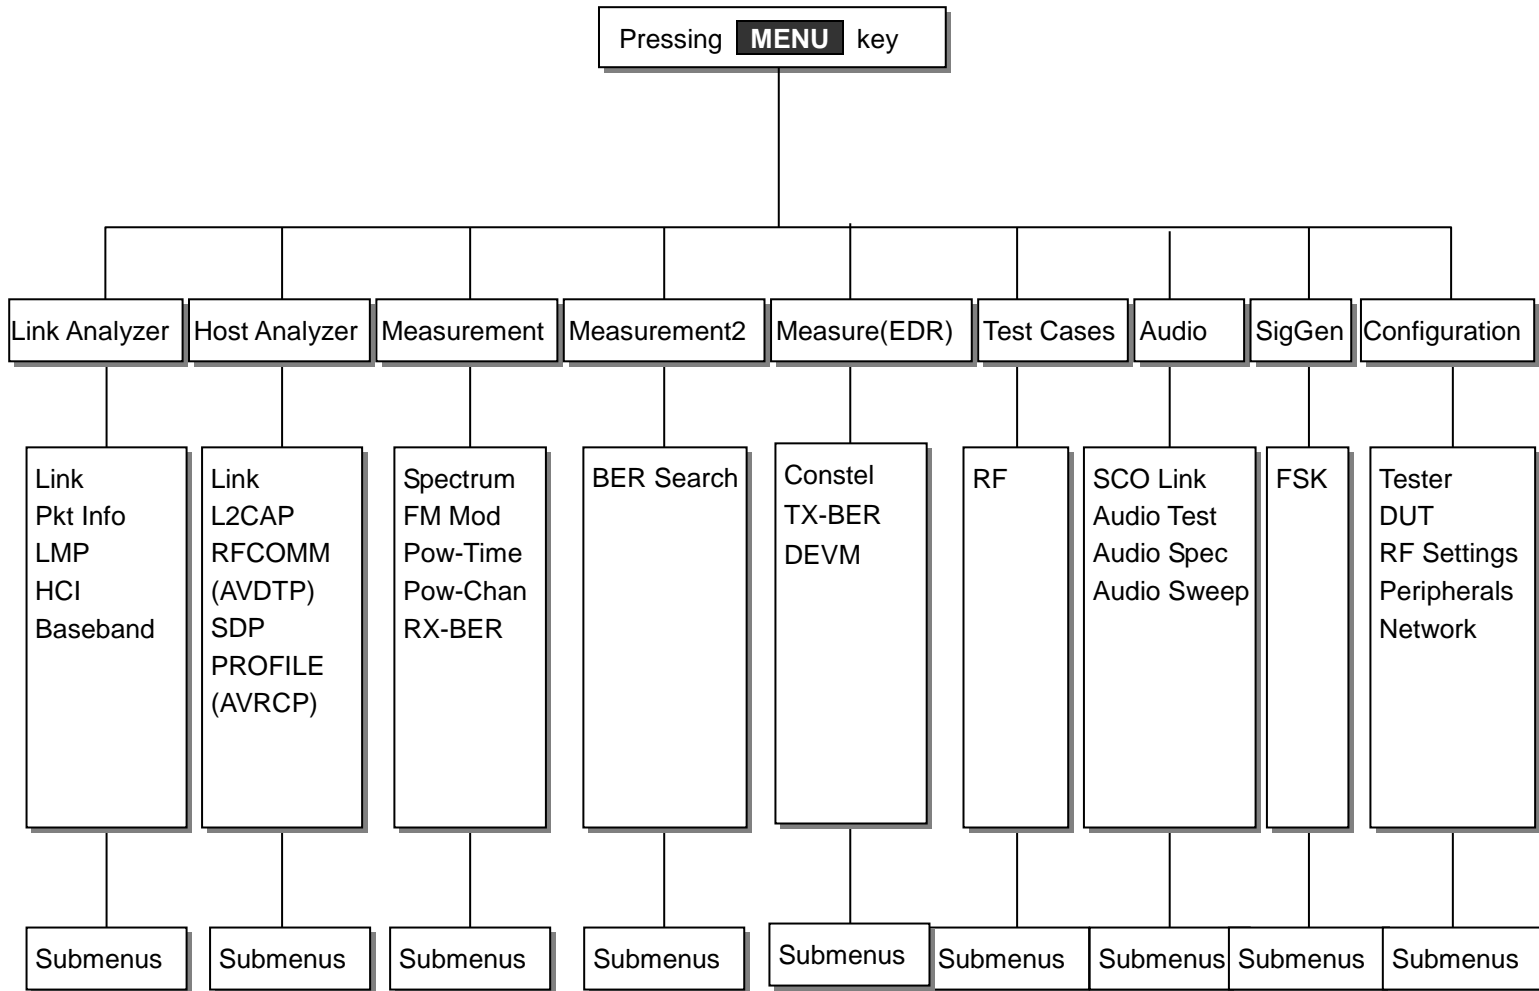 Pressing MENU key
Link Analyzer
Host Analyzer
Measurement
Measurement2
Measure(EDR)
Test Cases
Audio
SigGen
Configuration
Link
Pkt Info
LMP
HCI
Baseband
Link
L2CAP
RFCOMM
(AVDTP)
SDP
PROFILE
(AVRCP)
Spectrum
FM Mod
Pow-Time
Pow-Chan
RX-BER
BER Search
Constel
TX-BER
DEVM
RF
SCO Link
Audio Test
Audio Spec
Audio Sweep
FSK
Tester
DUT
RF Settings
Peripherals
Network
Submenus
Submenus
Submenus
Submenus
Submenus
Submenus
Submenus
Submenus
Submenus